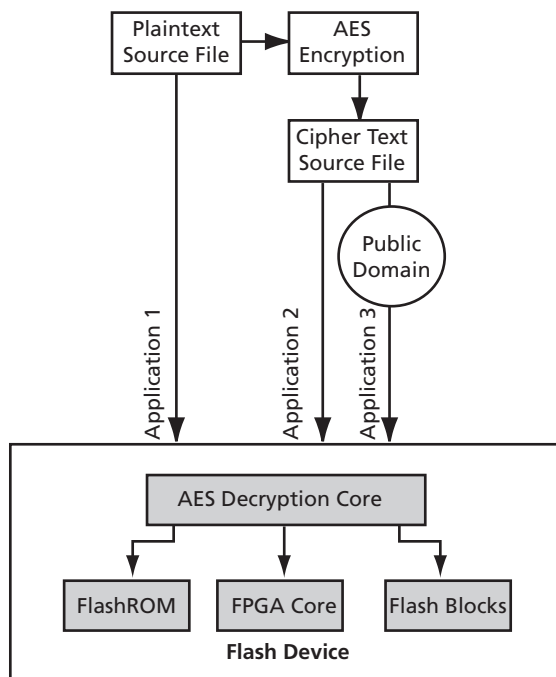 Plaintext
Source File
AES
Encryption
Cipher Text
Source File
Public
Domain
Application 1
Application 2
Application 3
AES Decryption Core
FlashROM
FPGA Core
Flash Blocks
Flash Device